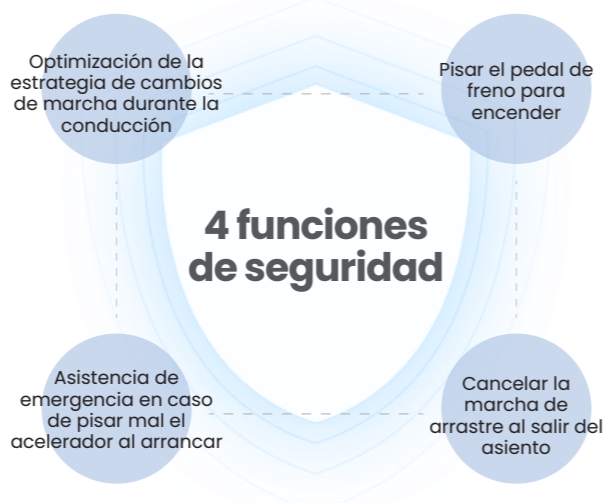 Optimización de la
estrategia de cambios
de marcha durante la
conducción
Pisar el pedal de
freno para
encender
4 funciones
de seguridad
Asistencia de
emergencia en caso
de pisar mal el
acelerador al arrancar
Cancelar la
marcha de
arrastre al salir del
asiento